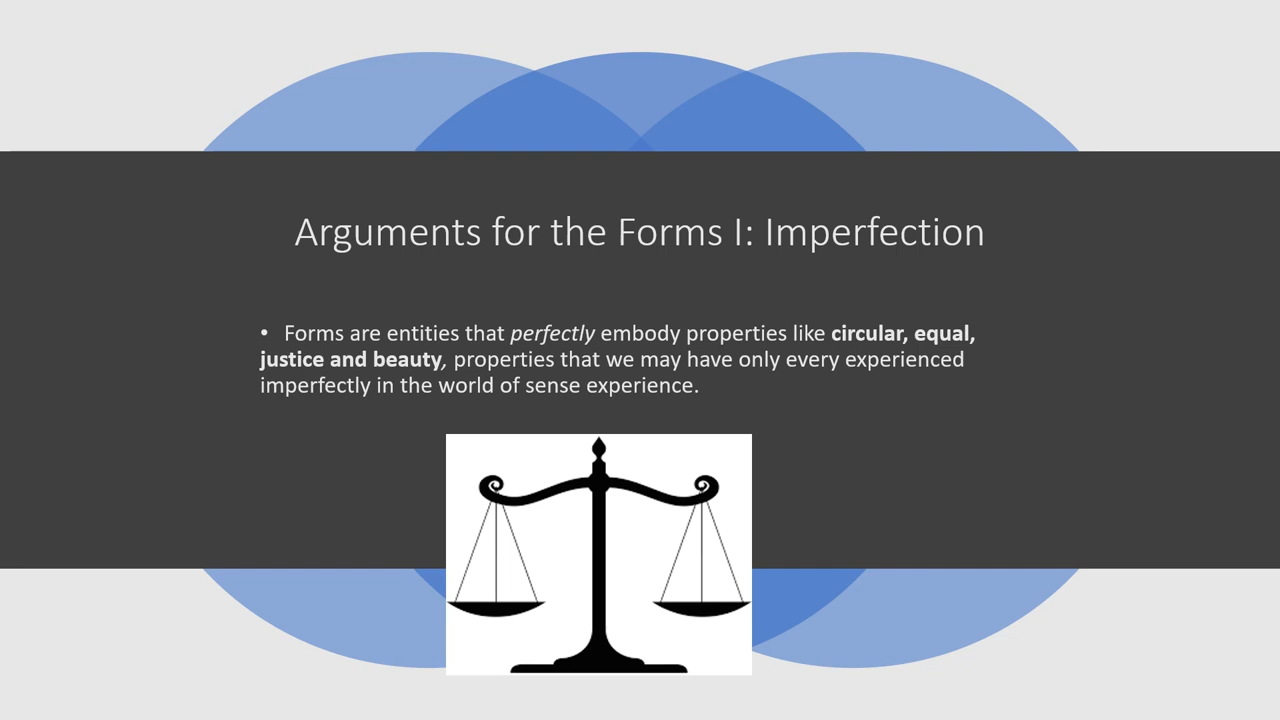 Arguments for the Forms I: Imperfection
• Forms are entities that perfectly embody properties like circular, equal,
justice and beauty, properties that we may have only every experienced
imperfectly in the world of sense experience.